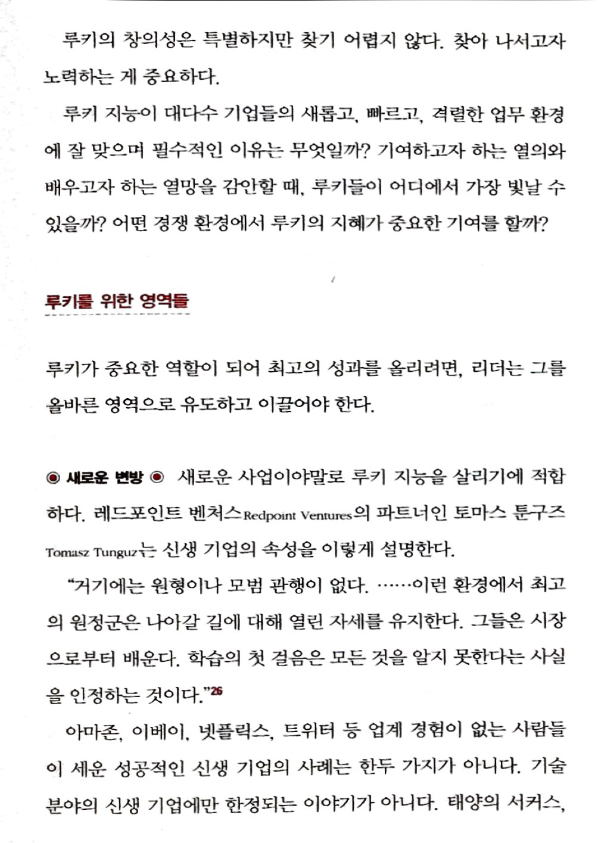 루키의 창의성은 특별하지만 찾기 어렵지 않다. 찾아 나서고자
노력하는 게 중요하다.
루키 지능이 대다수 기업들의 새롭고, 빠르고, 격렬한 업무 환경
에 잘 맞으며 필수적인 이유는 무엇일까? 기여하고자 하는 열의와
배우고자 하는 열망을 감안할 때, 루키들이 어디에서 가장 빛날 수
있을까? 어떤 경쟁 환경에서 루키의 지혜가 중요한 기여를 할까?
루키를 위한 영역들
루키가 중요한 역할이 되어 최고의 성과를 올리려면, 리더는 그를
올바른 영역으로 유도하고 이끌어야 한다.
◉ 새로운 변방 ◉ 새로운 사업이야말로 루키 지능을 살리기에 적합
하다. 레드포인트 벤처스Redpoint Ventures의 파트너인 토마스 툰구즈
Tomasz Tunguz는 신생 기업의 속성을 이렇게 설명한다.
“거기에는 원형이나 모범 관행이 없다. ……이런 환경에서 최고
의 원정군은 나아갈 길에 대해 열린 자세를 유지한다. 그들은 시장
으로부터 배운다. 학습의 첫 걸음은 모든 것을 알지 못한다는 사실
을 인정하는 것이다.”26
아마존, 이베이, 넷플릭스, 트위터 등 업계 경험이 없는 사람들
이 세운 성공적인 신생 기업의 사례는 한두 가지가 아니다. 기술
분야의 신생 기업에만 한정되는 이야기가 아니다. 태양의 서커스,